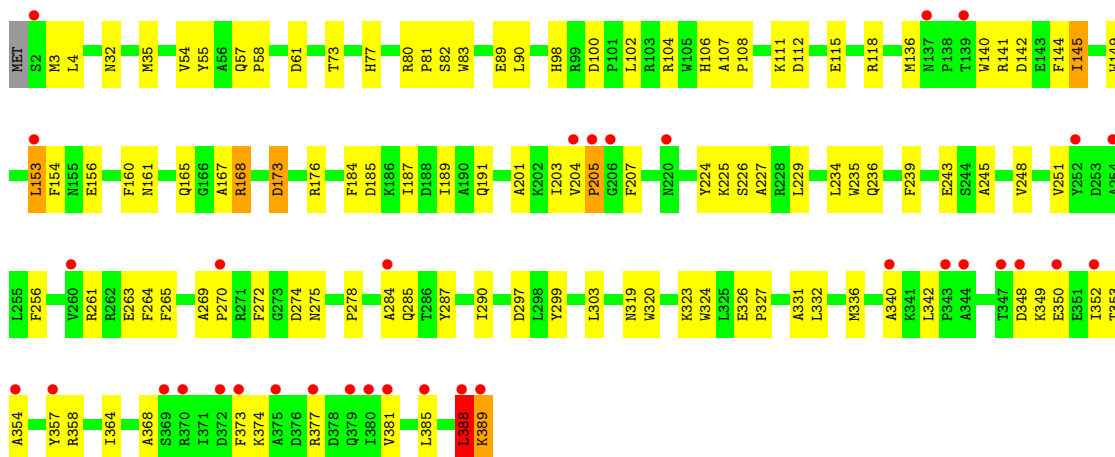 MET S2 M3 L4 N32 M35 V54 Y55 A56 Q57 P58 D61 T73 H77 R80 P81 S82 W83 E89 L90 H98 R99 D100 P101 L102 R103 R104 W105 H106 A107 P108 K111 D112 E115 R118 M136 N137 P138 T139 W140 R141 D142 E143 F144 I145
L153 F154 N155 E156 F160 N161 Q165 G166 A167 R168 D173 R176 F184 D185 K186 I187 D188 I189 A190 Q191 A201 K202 I203 V204 P205 G206 F207 N220 Y224 K225 S226 A227 R228 L229 L234 W235 Q236 F239 E243 S244 A245 V248 V251 Y252 D253 A254
L255 F256 V260 R261 R262 E263 F264 F265 A269 P270 R271 F272 G273 D274 N275 P278 A284 Q285 T286 Y287 I290 D297 L298 Y299 L303 N319 W320 K323 W324 L325 E326 P327 A331 L332 M336 A340 K341 L342 P343 A344 T347 D348 K349 E350 E351 I352
A354 Y357 R358 I364 A368 S369 R370 I371 D372 F373 K374 A375 D376 R377 D378 Q379 I380 V381 L385 L388 K389